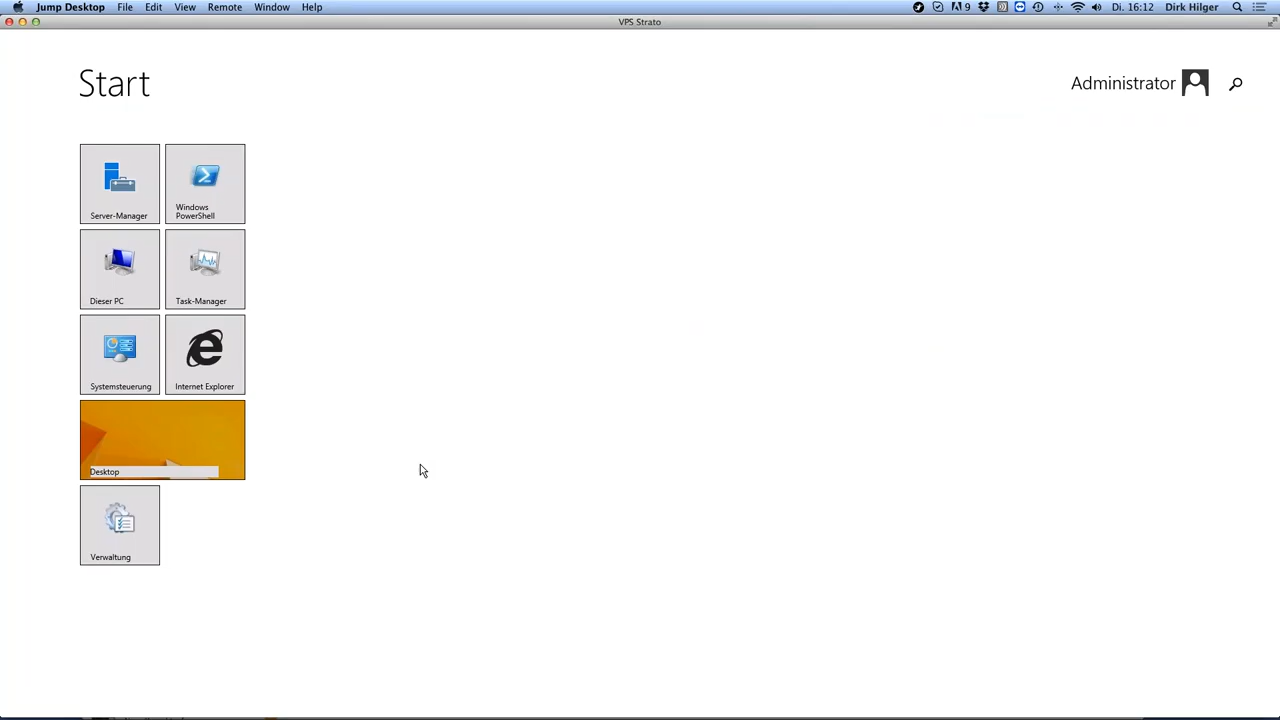 Jump Desktop File Edit View Remote Window Help 9 Di. 16:12 Dirk Hilger
VPS Strato
Start
Administrator
Server-Manager
Windows
PowerShell
Dieser PC
Task-Manager
Systemsteuerung
Internet Explorer
Desktop
Verwaltung